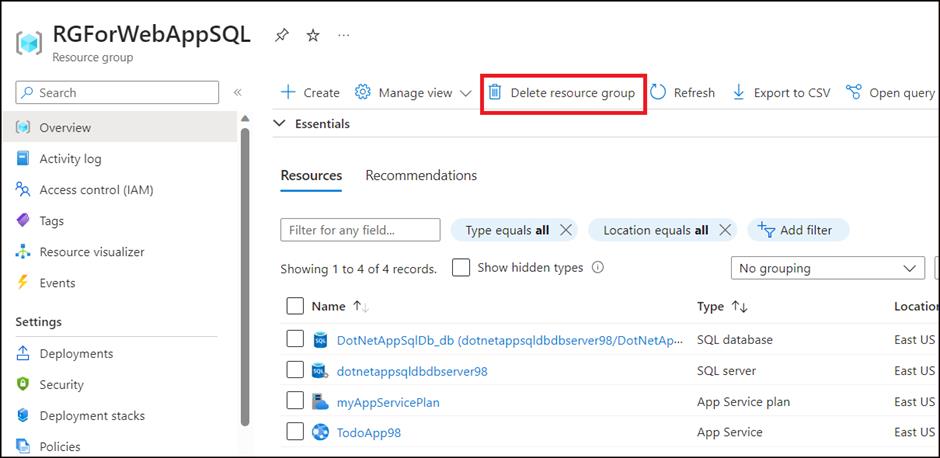 RGForWebAppSQL
Resource group
Search
Create Manage view Delete resource group Refresh Export to CSV Open query
Essentials
Overview
Activity log
Access control (IAM)
Tags
Resource visualizer
Events
Settings
Deployments
Security
Deployment stacks
Policies
Resources Recommendations
Filter for any field... Type equals all Location equals all Add filter
Showing 1 to 4 of 4 records. Show hidden types No grouping
Name Type Location
DotNetAppSqlDb_db (dotnetappsqldbdbserver98/DotNetAp... SQL database East US
dotnetappsqldbdbserver98 SQL server East US
myAppServicePlan App Service plan East US
TodoApp98 App Service East US